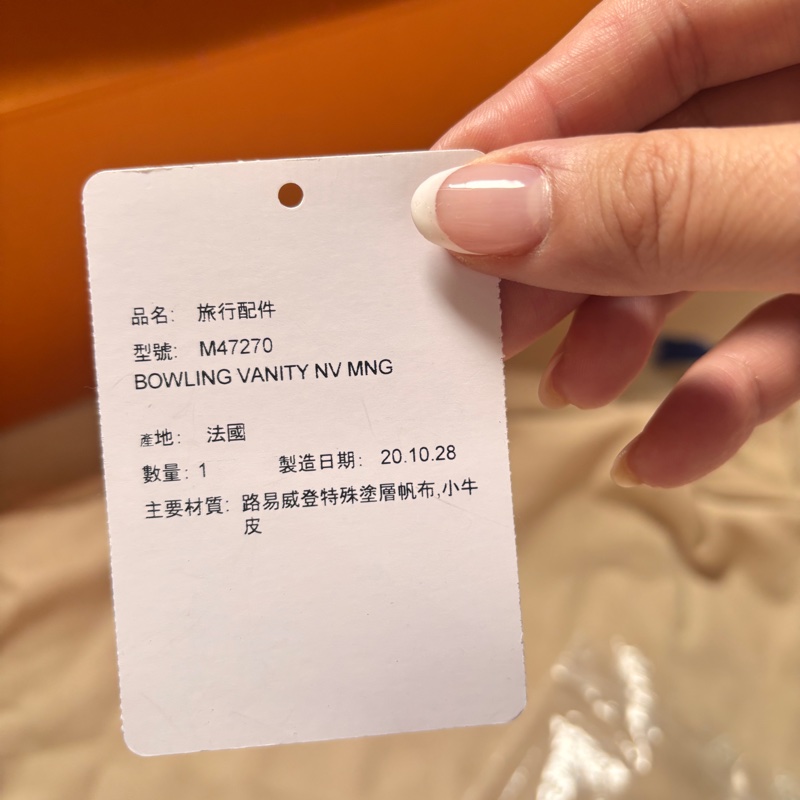 品名: 旅行配件
型號: M47270
BOWLING VANITY NV MNG
產地: 法國
數量: 1 製造日期: 20.10.28
主要材質: 路易威登特殊塗層帆布,小牛
皮